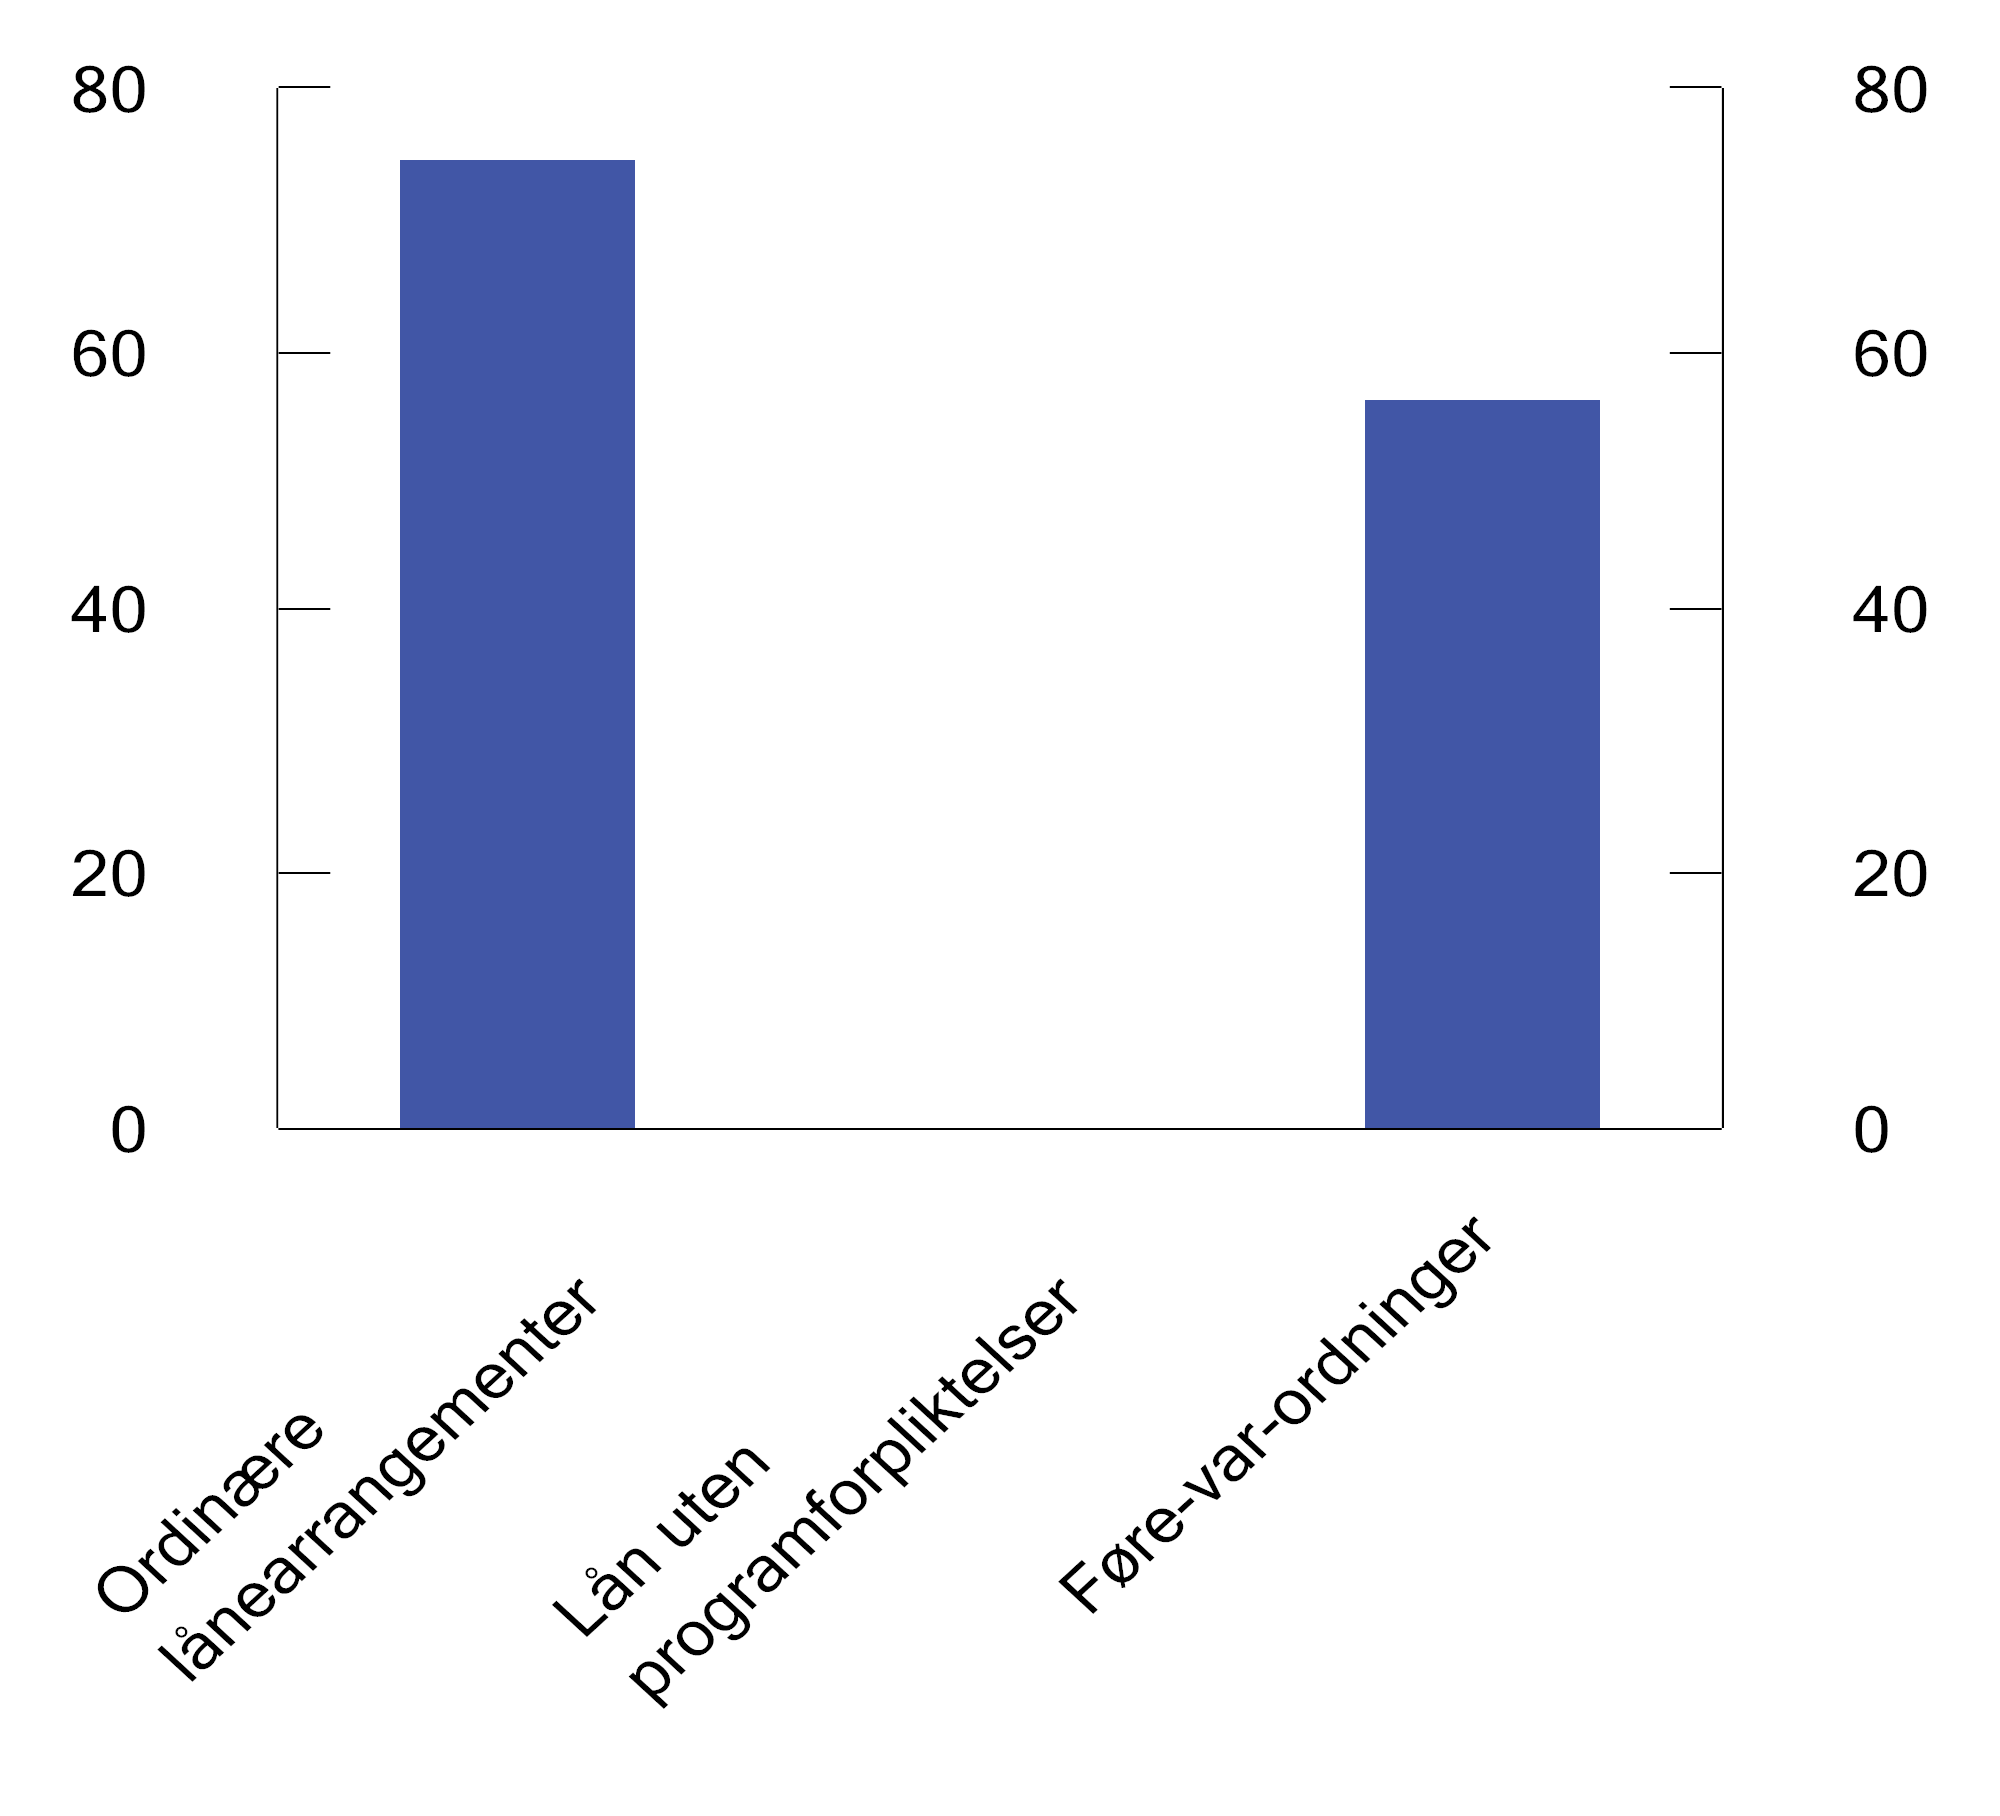 80
60
40
20
0
80
60
40
20
0
Ordinære
lånearrangementer
Lån uten
programforpliktelser
Føre-var-ordninger